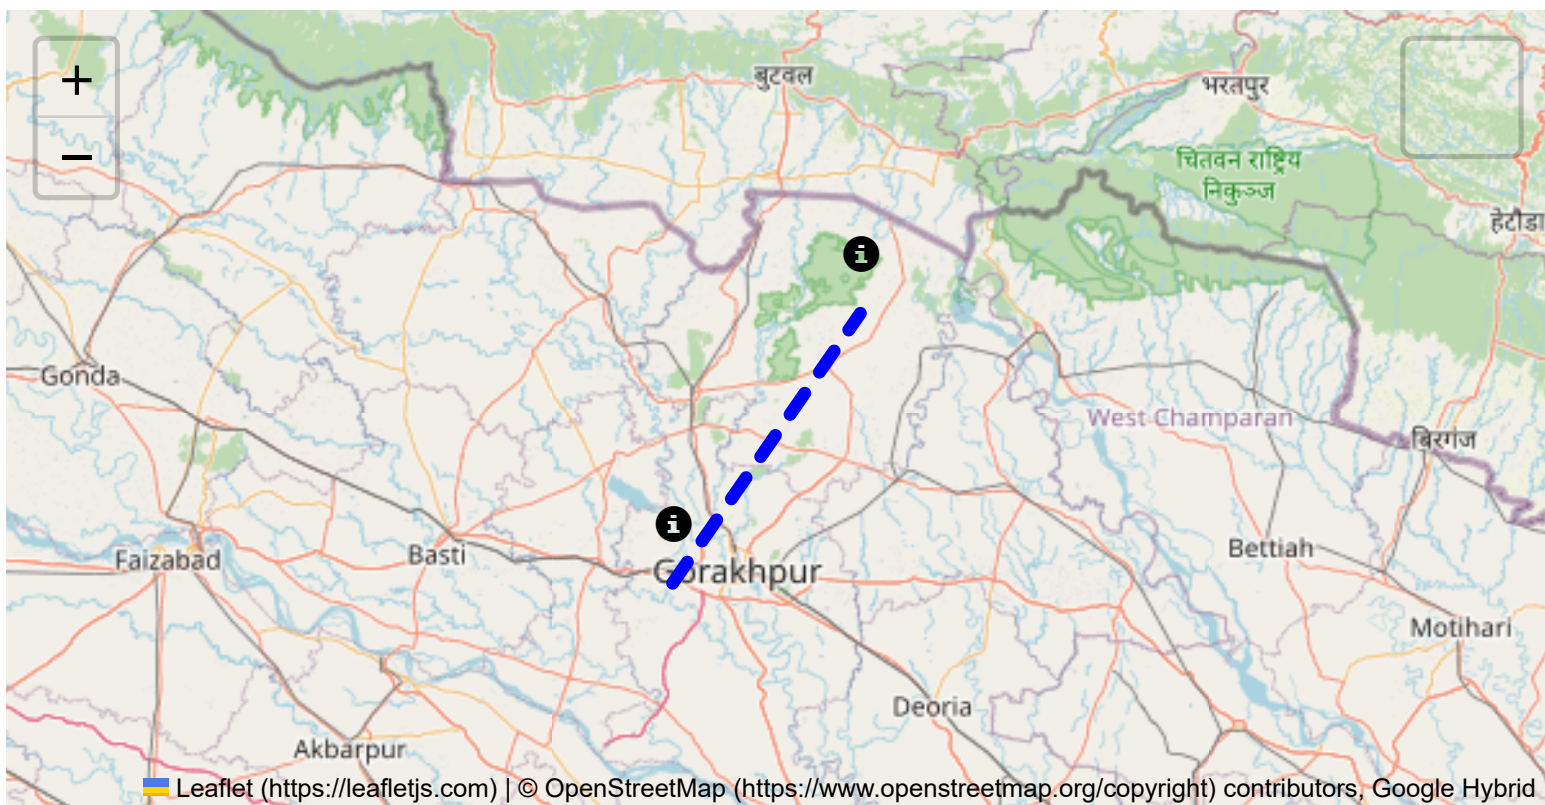 +
−
बुटवल
भरतपुर
चितवन राष्ट्रिय
निकुञ्ज
हेटौडा
i
Gonda
West Champaran
बिरगंज
i
Faizabad
Basti
Gorakhpur
Bettiah
Motihari
Deoria
Akbarpur
Leaflet (https://leafletjs.com) | © OpenStreetMap (https://www.openstreetmap.org/copyright) contributors, Google Hybrid